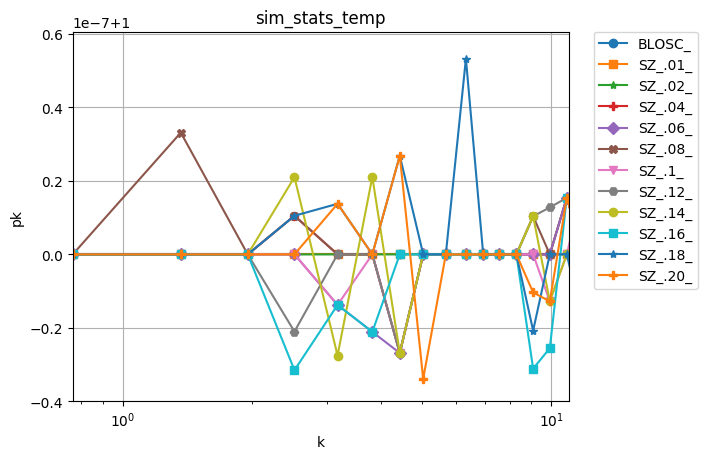 sim_stats_temp
1e−7+1
0.6
0.4
0.2
0.0
−0.2
−0.4
pk
10⁰
10¹
k
BLOSC_
SZ_.01_
SZ_.02_
SZ_.04_
SZ_.06_
SZ_.08_
SZ_.1_
SZ_.12_
SZ_.14_
SZ_.16_
SZ_.18_
SZ_.20_